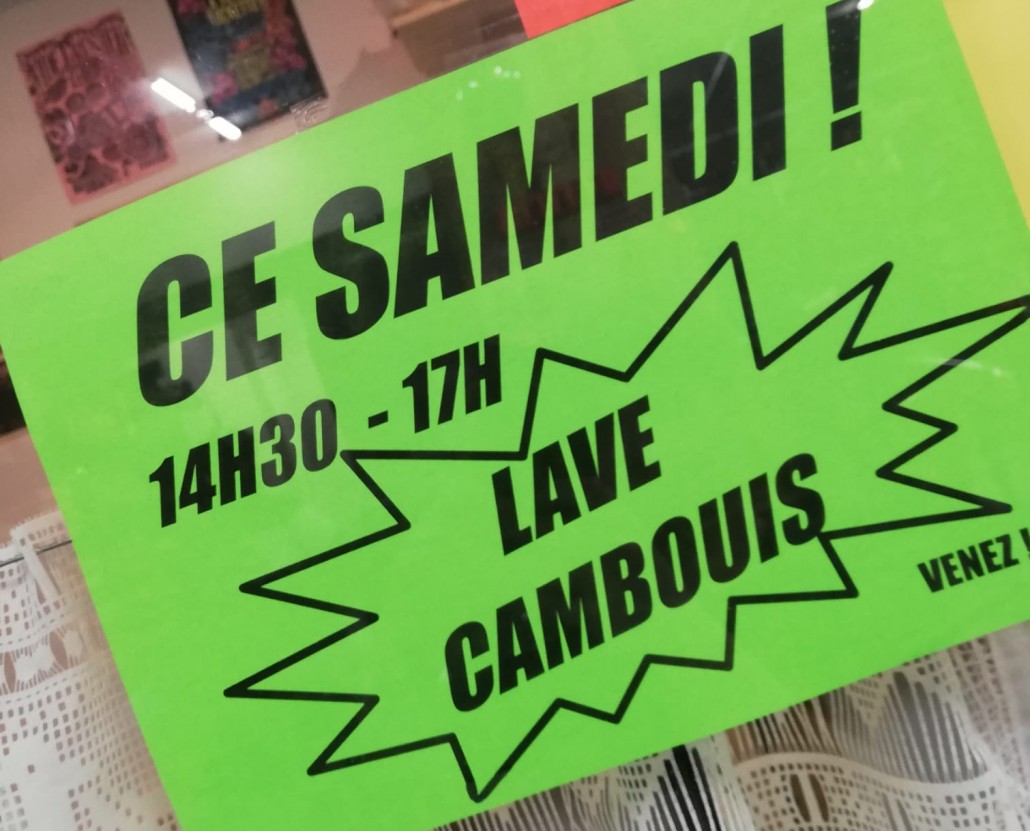 CE SAMEDI !
14H30 - 17H
LAVE
CAMBOUIS
VENEZ !